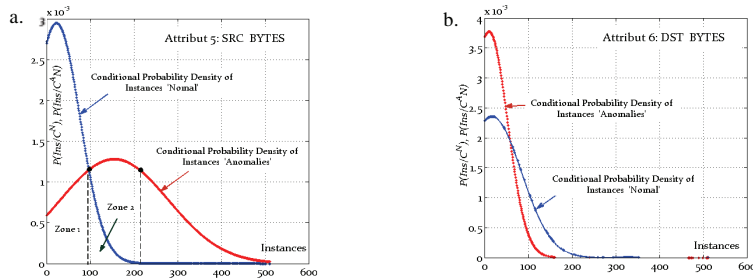 a.
x 10
-3
3
2.5
2
1.5
1
0.5
0
0
100
200
300
400
500
600
P(Ins/C^N), P(Ins/C^A N)
Attribut 5: SRC BYTES
Conditional Probability Density of
Instances 'Nomal'
Conditional Probability Density of
Instances 'Anomalies'
Zone 1
Zone 2
Instances
b.
x 10
-3
4
3.5
3
2.5
2
1.5
1
0.5
0
0
100
200
300
400
500
600
P(Ins/C^N), P(Ins/C^A N)
Attribut 6: DST BYTES
Conditional Probability Density of
Instances 'Anomalies'
Conditional Probability Density of
Instances 'Nomal'
Instances